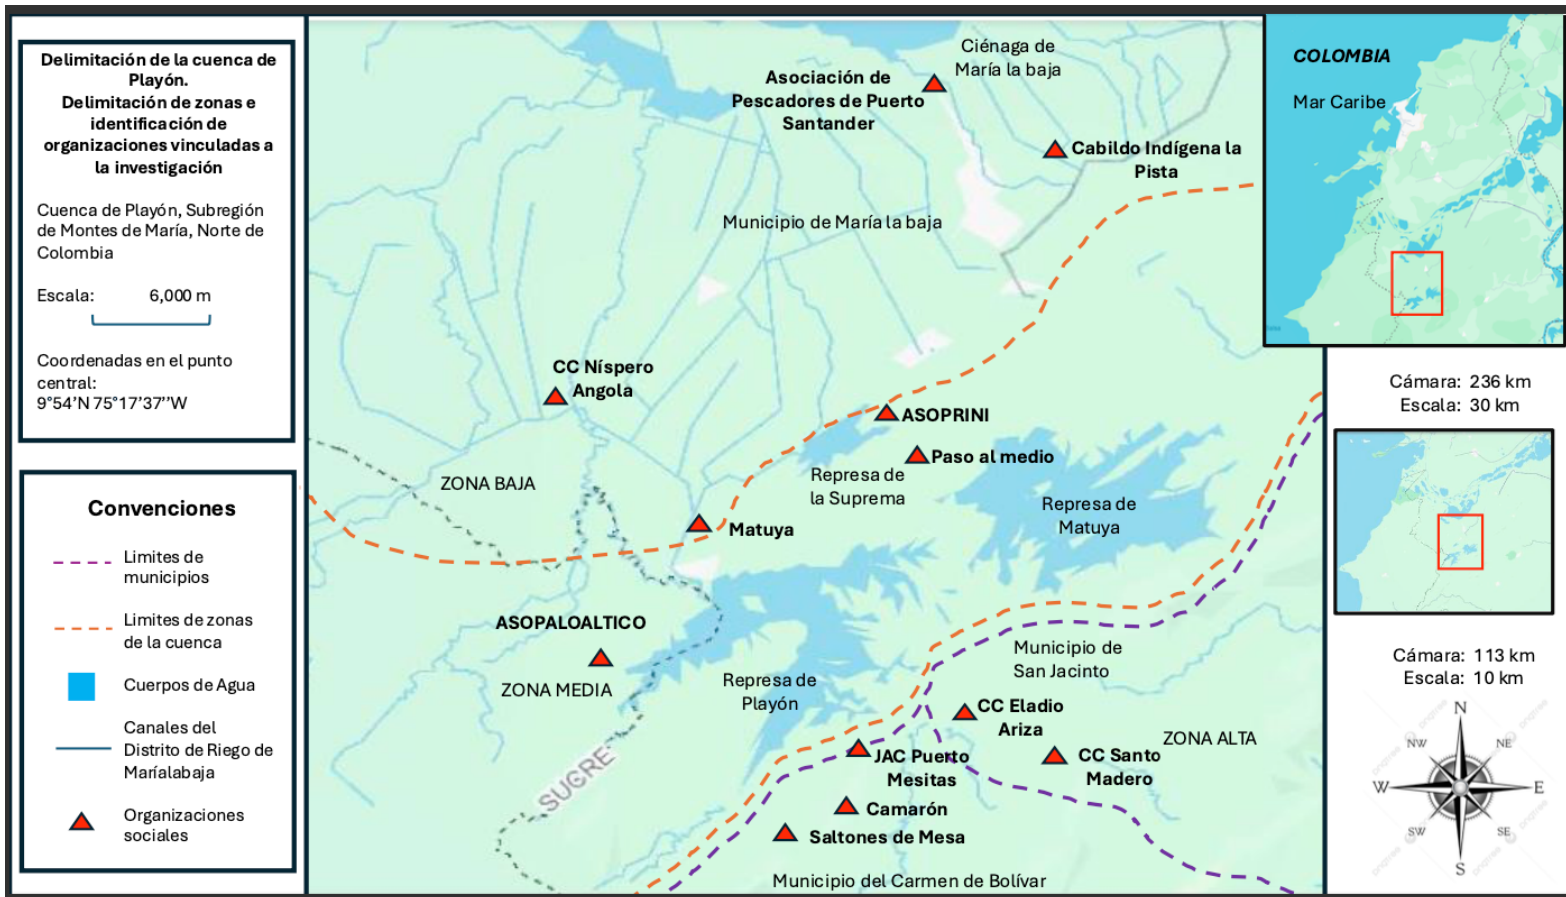 Delimitación de la cuenca de
Playón.
Delimitación de zonas e
identificación de
organizaciones vinculadas a
la investigación
Cuenca de Playón, Subregión
de Montes de María, Norte de
Colombia
Escala: 6,000 m
Coordenadas en el punto
central:
9°54'N 75°17'37''W
Convenciones
Limites de
municipios
Limites de zonas
de la cuenca
Cuerpos de Agua
Canales del
Distrito de Riego de
Maríalabaja
Organizaciones
sociales
Ciénaga de
María la baja
Asociación de
Pescadores de Puerto
Santander
Cabildo Indígena la
Pista
Municipio de María la baja
CC Níspero
Angola
ASOPRINI
Paso al medio
ZONA BAJA
Represa de
la Suprema
Represa de
Matuya
Matuya
ASOPALOALTICO
ZONA MEDIA
Represa de
Playón
Municipio de
San Jacinto
CC Eladio
Ariza
ZONA ALTA
JAC Puerto
Mesitas
CC Santo
Madero
SUCRE
Camarón
Saltones de Mesa
Municipio del Carmen de Bolívar
COLOMBIA
Mar Caribe
Cámara: 236 km
Escala: 30 km
Cámara: 113 km
Escala: 10 km
N
NW NE
W E
SW SE
S